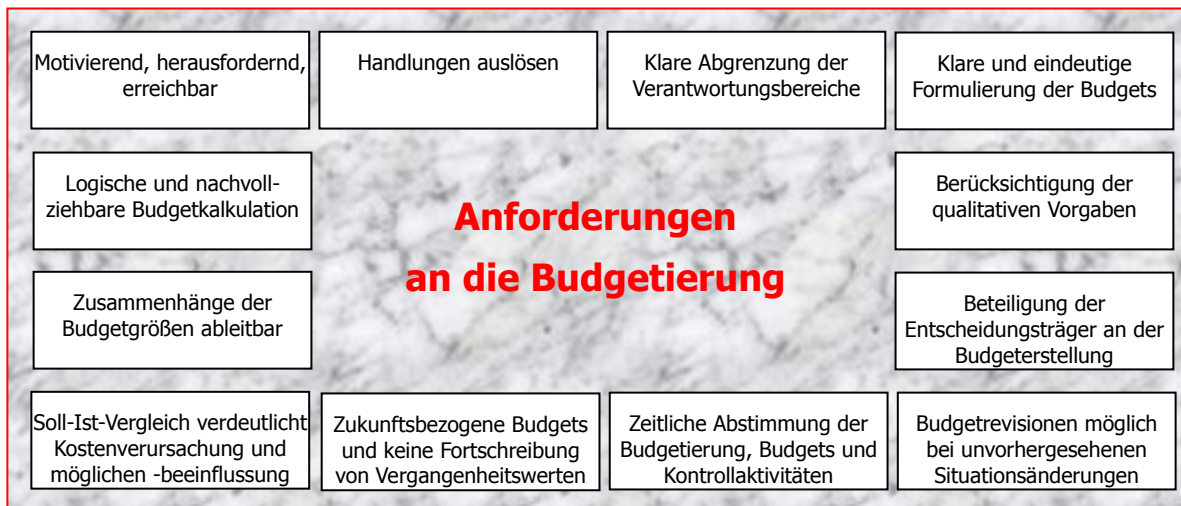 Motivierend, herausfordernd,
erreichbar
Handlungen auslösen
Klare Abgrenzung der
Verantwortungsbereiche
Klare und eindeutige
Formulierung der Budgets
Logische und nachvoll-
ziehbare Budgetkalkulation
Anforderungen
an die Budgetierung
Berücksichtigung der
qualitativen Vorgaben
Zusammenhänge der
Budgetgrößen ableitbar
Beteiligung der
Entscheidungsträger an der
Budgeterstellung
Soll-Ist-Vergleich verdeutlicht
Kostenverursachung und
möglichen -beeinflussung
Zukunftsbezogene Budgets
und keine Fortschreibung
von Vergangenheitswerten
Zeitliche Abstimmung der
Budgetierung, Budgets und
Kontrollaktivitäten
Budgetrevisionen möglich
bei unvorhergesehenen
Situationsänderungen